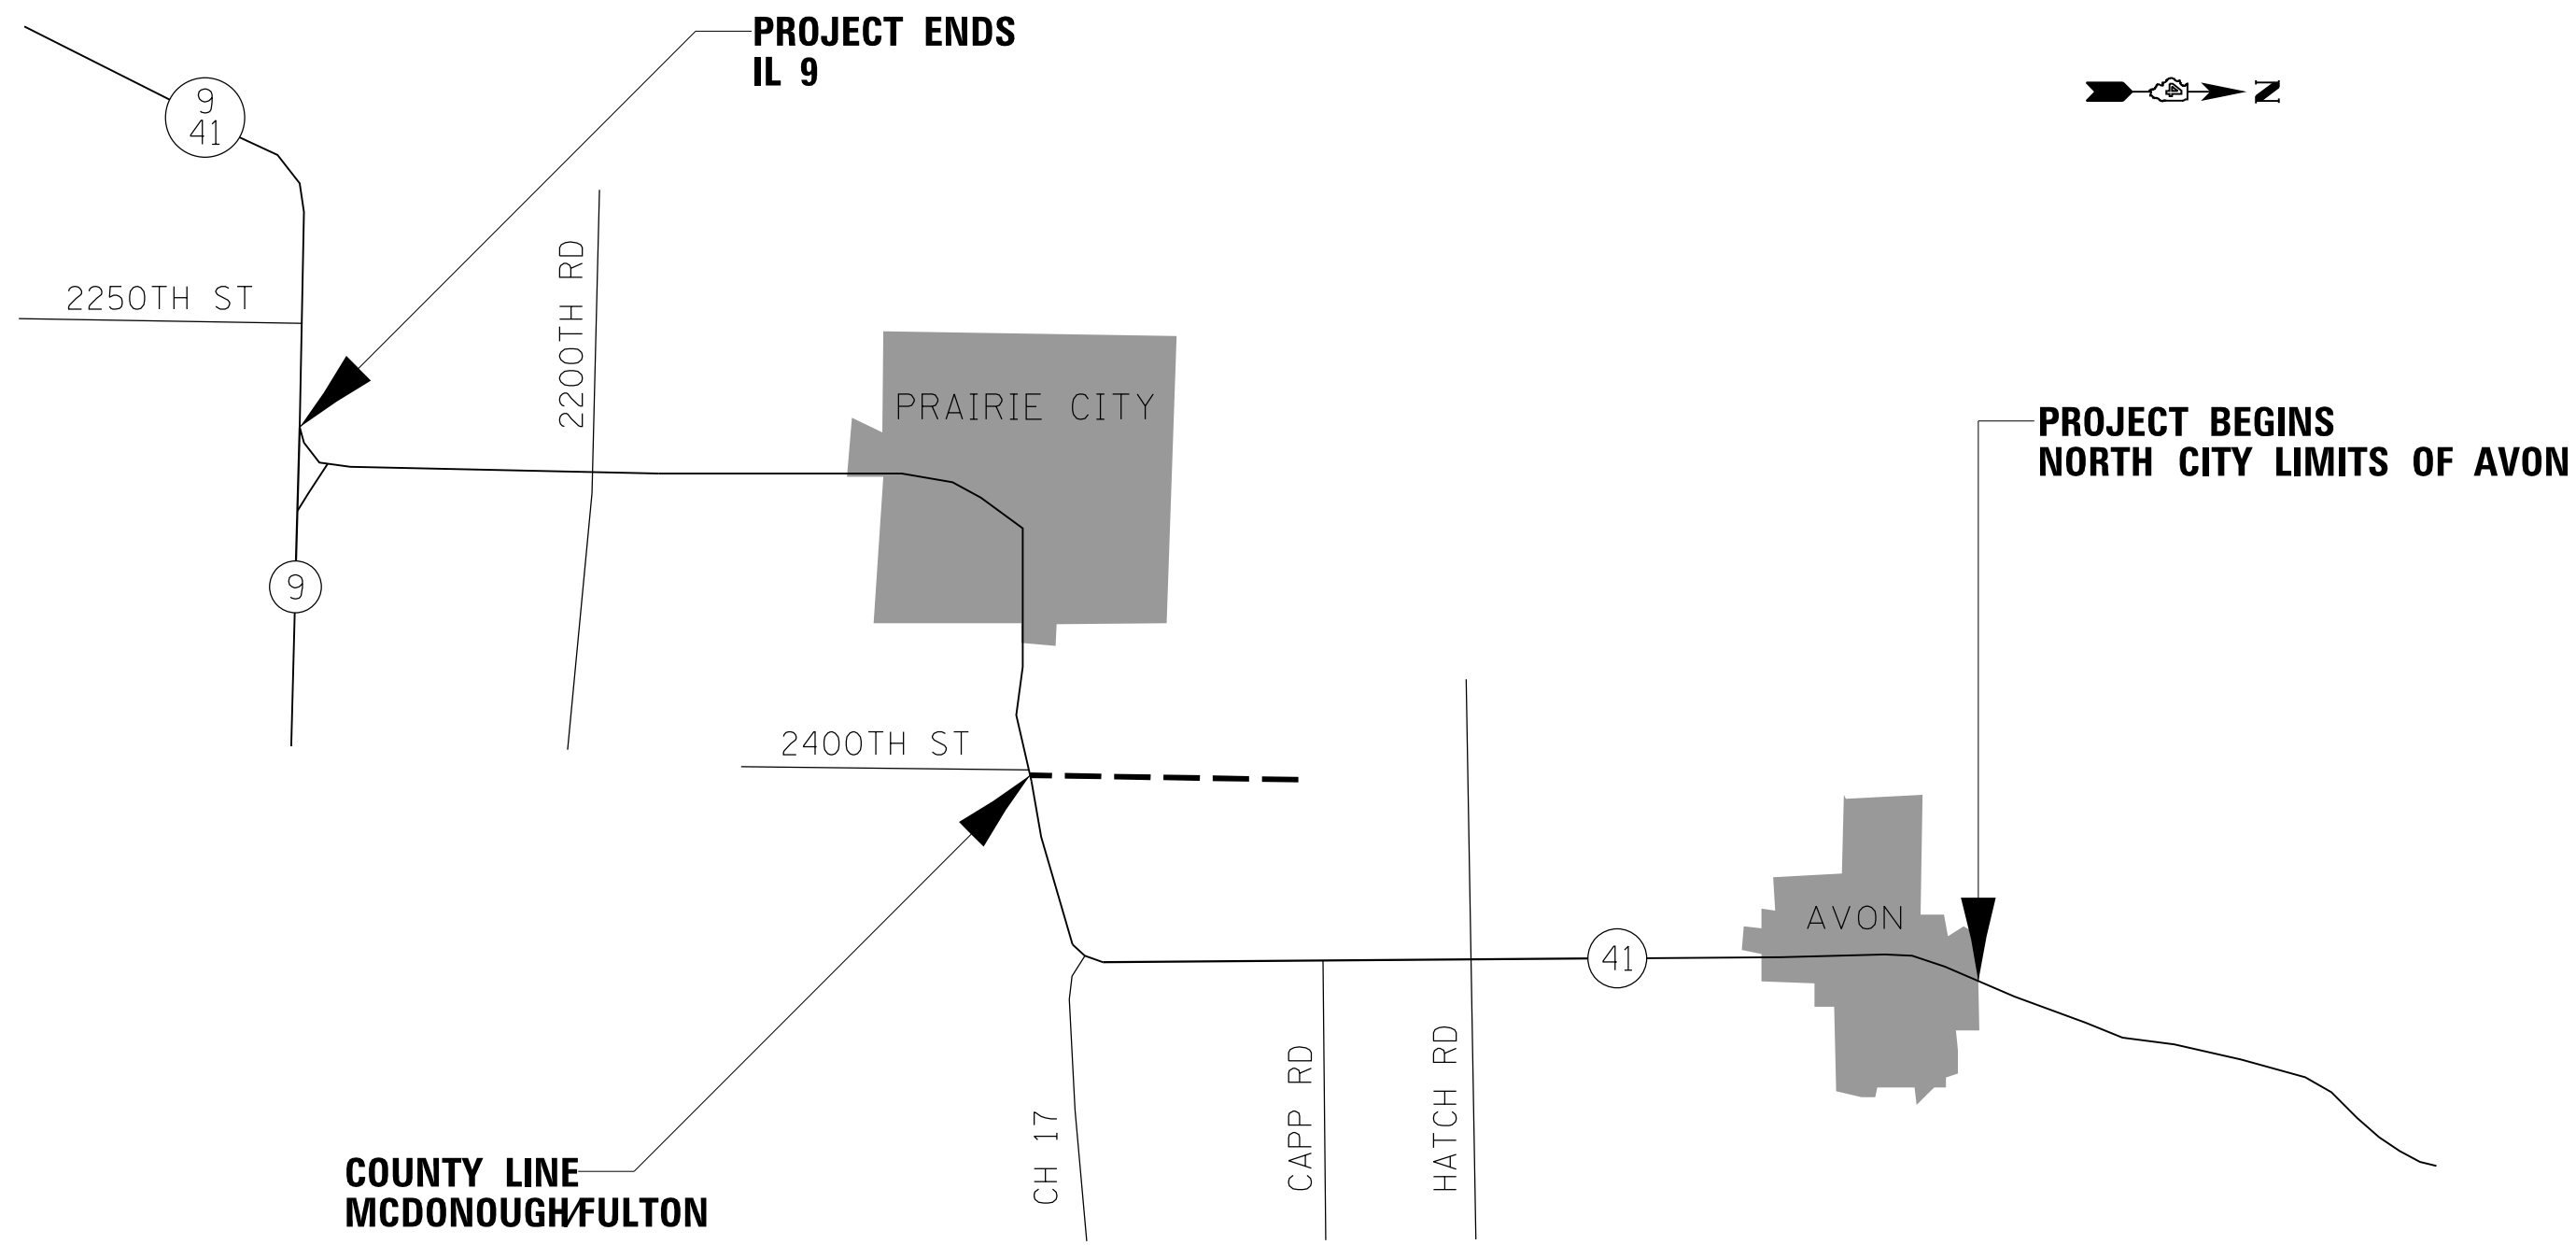 PROJECT ENDS
IL 9
9
41
N
4
2250TH ST
2200TH RD
PRAIRIE CITY
PROJECT BEGINS
NORTH CITY LIMITS OF AVON
9
2400TH ST
AVON
41
CH 17
CAPP RD
HATCH RD
COUNTY LINE
MCDONOUGH/FULTON